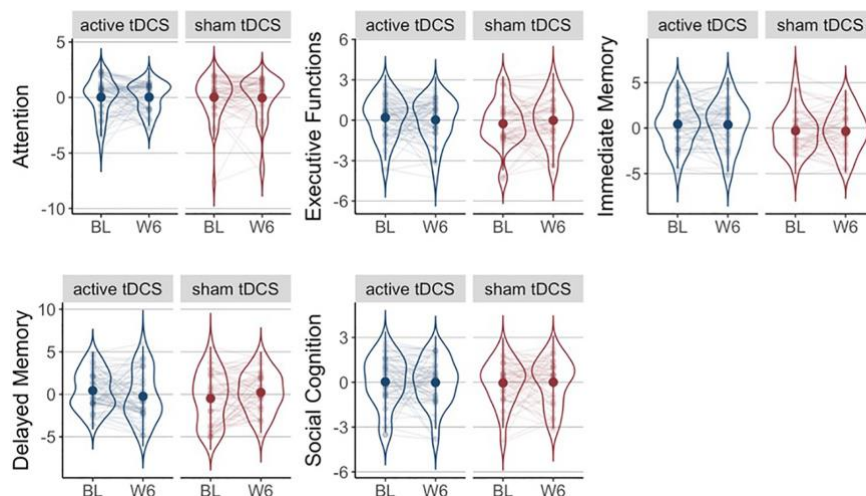 active tDCS sham tDCS
5
0
-5
-10
Attention
BL W6 BL W6
active tDCS sham tDCS
6
3
0
-3
-6
Executive Functions
BL W6 BL W6
active tDCS sham tDCS
5
0
-5
Immediate Memory
BL W6 BL W6
active tDCS sham tDCS
10
5
0
-5
Delayed Memory
BL W6 BL W6
active tDCS sham tDCS
3
0
-3
-6
Social Cognition
BL W6 BL W6